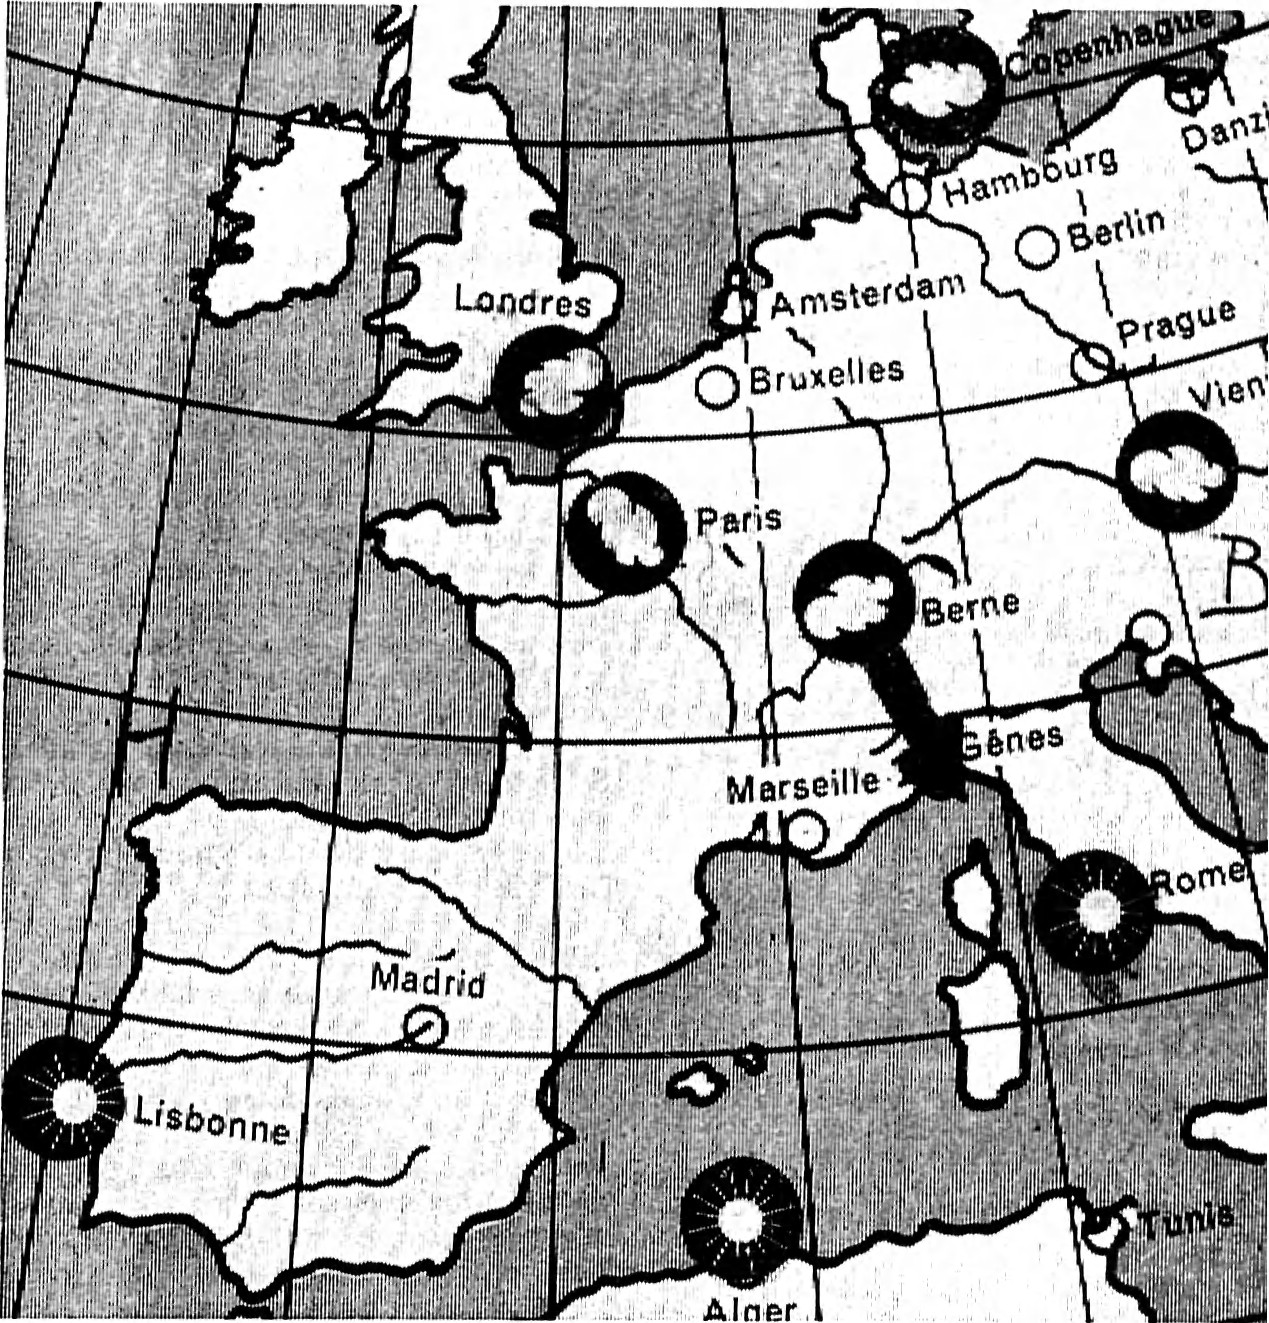 Copenhague
Danzi
Hambourg
Berlin
Londres
Amsterdam
Prague
Bruxelles
Vien
Paris
B
Berne
Gênes
Marseille
Rome
Madrid
Lisbonne
Tunis
Alger